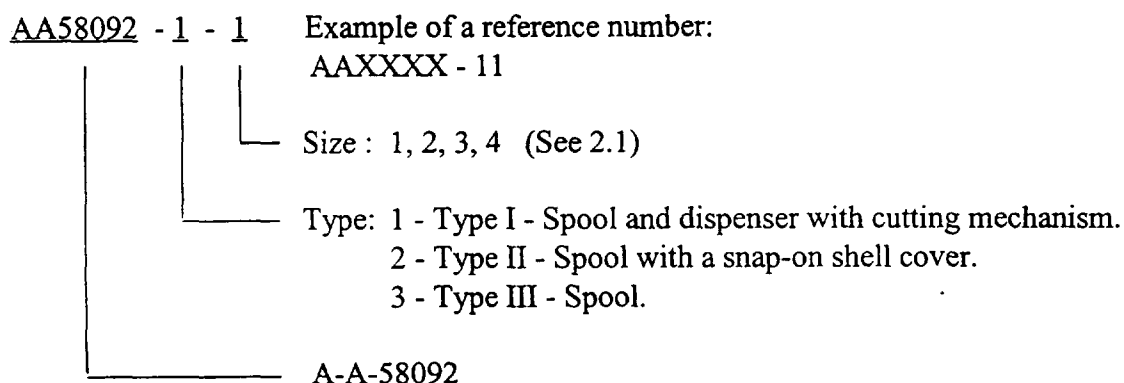 AA58092 - 1 - 1 Example of a reference number:
AAXXXX - 11
Size : 1, 2, 3, 4 (See 2.1)
Type: 1 - Type I - Spool and dispenser with cutting mechanism.
2 - Type II - Spool with a snap-on shell cover.
3 - Type III - Spool.
A-A-58092